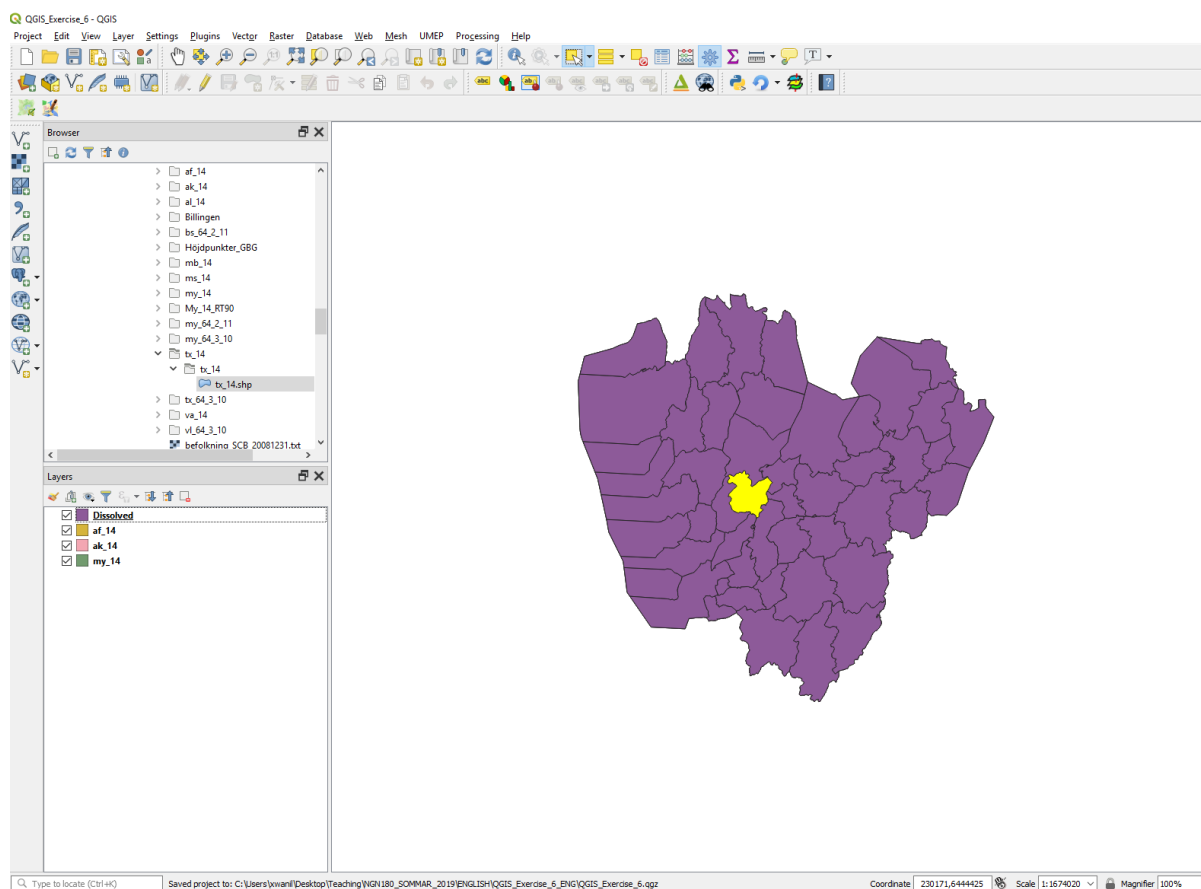 QGIS_Exercise_6 - QGIS
Project Edit View Layer Settings Plugins Vector Raster Database Web Mesh UMEP Processing Help
Browser
af_14
ak_14
al_14
Billingen
bs_64_2_11
Höjdpunkter_GBG
mb_14
ms_14
my_14
My_14_RT90
my_64_2_11
my_64_3_10
tx_14
tx_14
tx_14.shp
tx_64_3_10
va_14
vl_64_3_10
befolkning_SCB_20081231.txt
Layers
Dissolved
af_14
ak_14
my_14
Type to locate (Ctrl+K) Saved project to: C:\Users\xwanil\Desktop\Teaching\NGN180_SOMMAR_2019\ENGLISH\QGIS_Exercise_6_ENG\QGIS_Exercise_6.qgz Coordinate 230171,6444425 Scale 1:1674020 Magnifier 100%